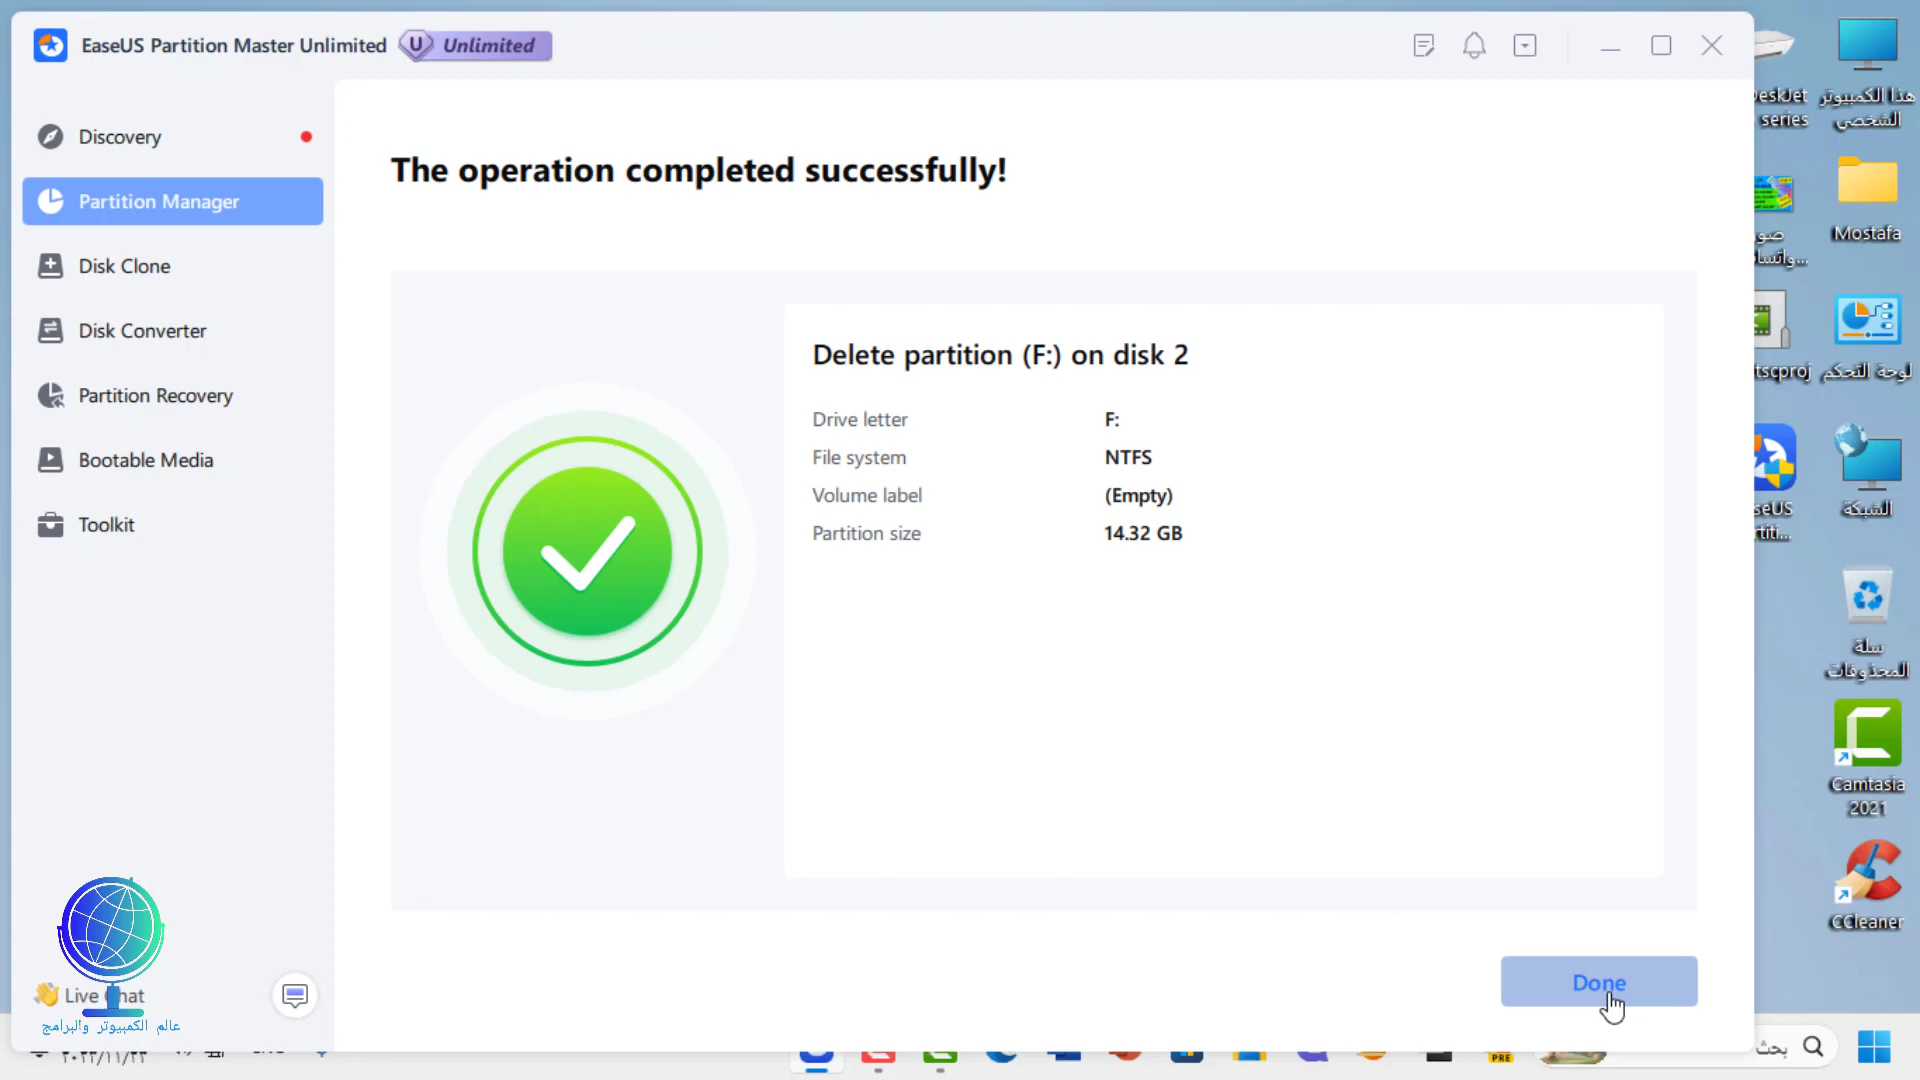 EaseUS Partition Master Unlimited
U Unlimited
Discovery
Partition Manager
Disk Clone
Disk Converter
Partition Recovery
Bootable Media
Toolkit
The operation completed successfully!
Delete partition (F:) on disk 2
Drive letter F:
File system NTFS
Volume label (Empty)
Partition size 14.32 GB
Done
عالم الكمبيوتر والبرامج
series
هذا الكمبيوتر
الشخصي
Mostafa
لوحة التحكم
الشبكة
سلة
المحذوفات
Camtasia
2021
CCleaner
PRE
بحث